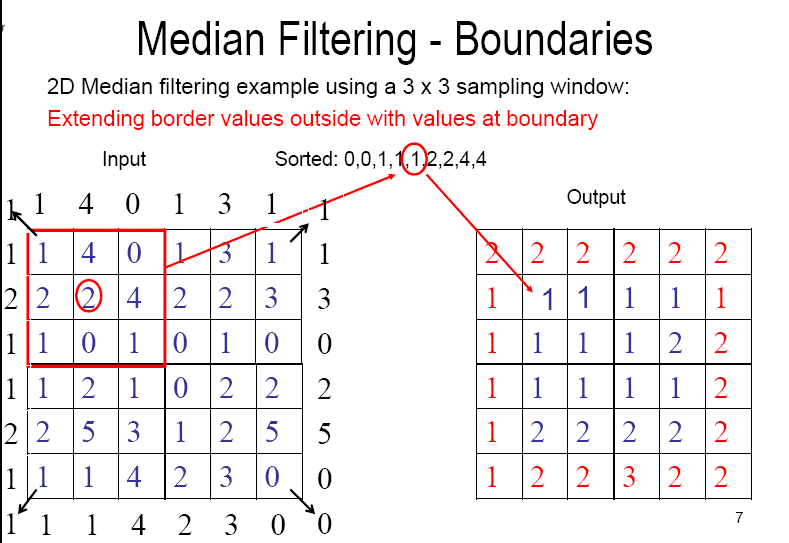 Median Filtering - Boundaries
2D Median filtering example using a 3 x 3 sampling window:
Extending border values outside with values at boundary
Input
Sorted: 0,0,1,1,1,2,2,4,4
Output
1 1 4 0 1 3 1 1
1 1 4 0 1 3 1 1
2 2 2 4 2 2 3 3
1 1 0 1 0 1 0 0
1 1 2 1 0 2 2 2
2 2 5 3 1 2 5 5
1 1 1 4 2 3 0 0
1 1 1 4 2 3 0 0
2 2 2 2 2 2
1 1 1 1 1 1
1 1 1 1 2 2
1 1 1 1 1 2
1 2 2 2 2 2
1 2 2 3 2 2
7